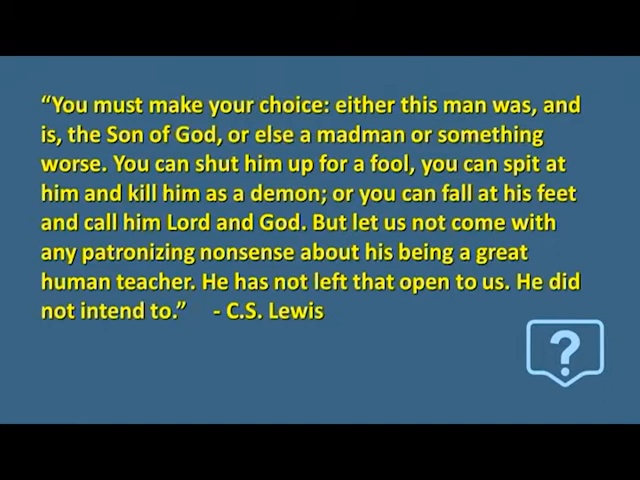 “You must make your choice: either this man was, and
is, the Son of God, or else a madman or something
worse. You can shut him up for a fool, you can spit at
him and kill him as a demon; or you can fall at his feet
and call him Lord and God. But let us not come with
any patronizing nonsense about his being a great
human teacher. He has not left that open to us. He did
not intend to.” - C.S. Lewis
?